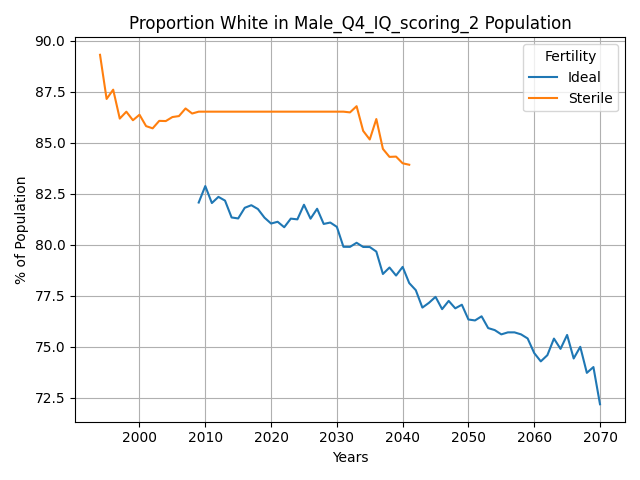 Proportion White in Male_Q4_IQ_scoring_2 Population
90.0
87.5
85.0
82.5
80.0
77.5
75.0
72.5
% of Population
Fertility
Ideal
Sterile
2000 2010 2020 2030 2040 2050 2060 2070
Years